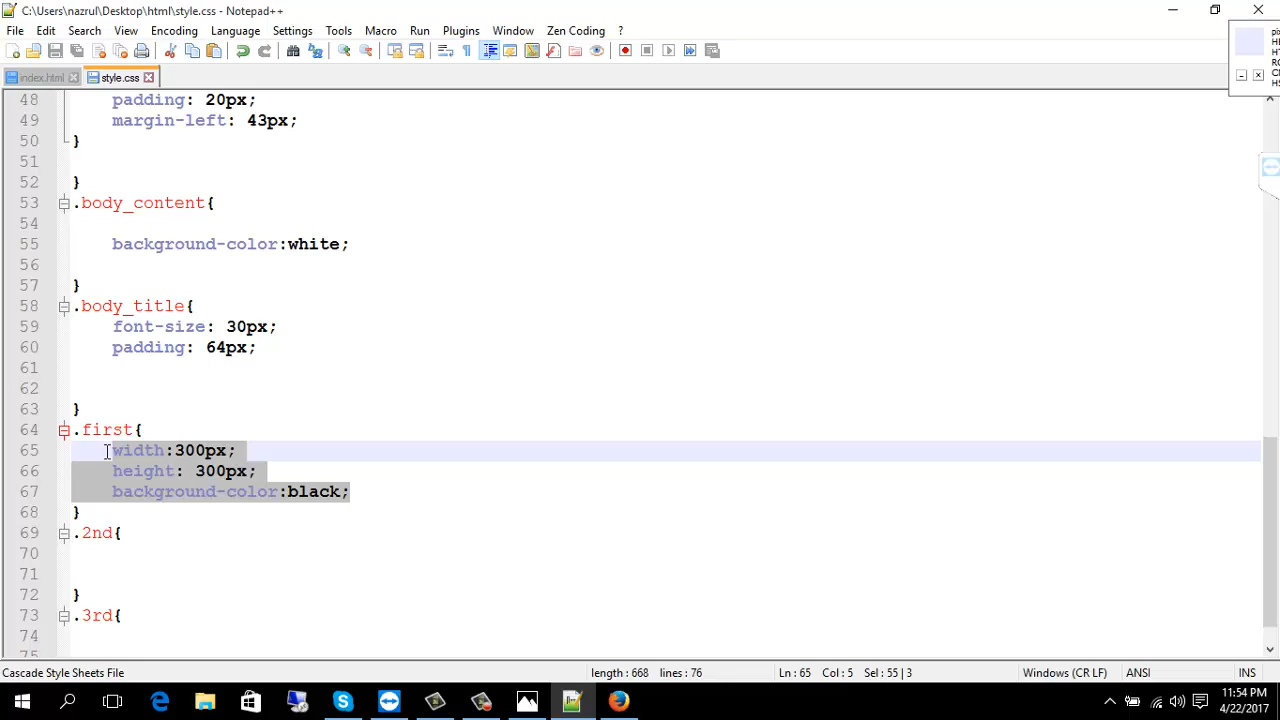 C:\Users\nazrul\Desktop\html\style.css - Notepad++
File Edit Search View Encoding Language Settings Tools Macro Run Plugins Window Zen Coding ?
index.html style.css
48 padding: 20px;
49 margin-left: 43px;
50 }
51
52 }
53 .body_content{
54
55 background-color:white;
56
57 }
58 .body_title{
59 font-size: 30px;
60 padding: 64px;
61
62
63 }
64 .first{
65 width:300px;
66 height: 300px;
67 background-color:black;
68 }
69 .2nd{
70
71
72 }
73 .3rd{
74
75
Cascade Style Sheets File length : 668 lines : 76 Ln : 65 Col : 5 Sel : 55 | 3 Windows (CR LF) ANSI INS
11:54 PM
4/22/2017